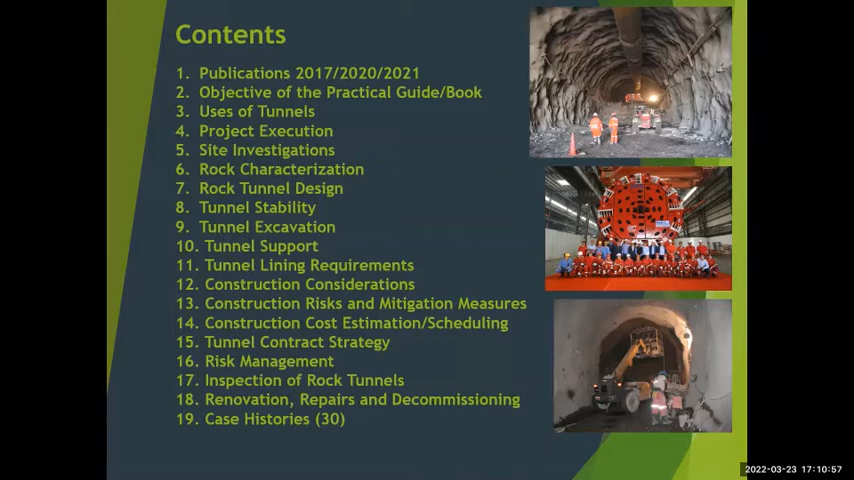 Contents
1. Publications 2017/2020/2021
2. Objective of the Practical Guide/Book
3. Uses of Tunnels
4. Project Execution
5. Site Investigations
6. Rock Characterization
7. Rock Tunnel Design
8. Tunnel Stability
9. Tunnel Excavation
10. Tunnel Support
11. Tunnel Lining Requirements
12. Construction Considerations
13. Construction Risks and Mitigation Measures
14. Construction Cost Estimation/Scheduling
15. Tunnel Contract Strategy
16. Risk Management
17. Inspection of Rock Tunnels
18. Renovation, Repairs and Decommissioning
19. Case Histories (30)
2022-03-23 17:10:57